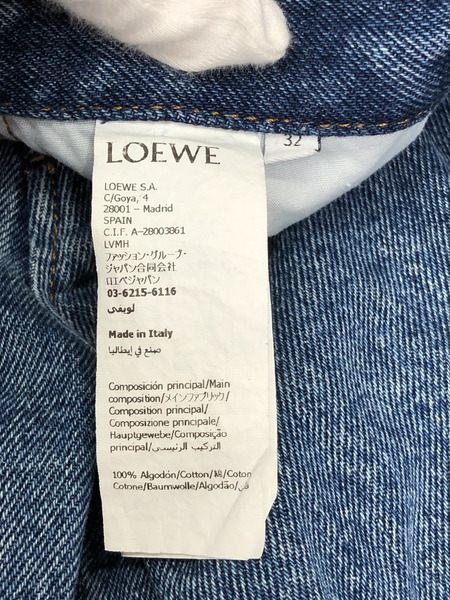 LOEWE
32
LOEWE S.A.
C/Goya, 4
28001 – Madrid
SPAIN
C.I.F. A-28003861
LVMH
ファッション・グループ・
ジャパン合同会社
ロエベジャパン
03-6215-6116
لويفي
Made in Italy
صنع في إيطاليا
Composición principal/Main
composition/メインファブリック/
Composition principal/
Composizione principale/
Hauptgewebe/Composição
principal/التركيب الرئيسي
100% Algodón/Cotton/綿/Coton
Cotone/Baumwolle/Algodão/